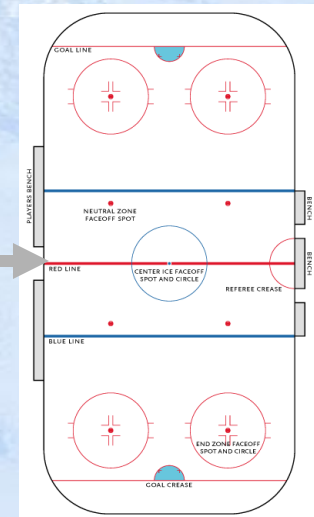 GOAL LINE
PLAYERS BENCH
BENCH
NEUTRAL ZONE
FACEOFF SPOT
RED LINE
CENTER ICE FACEOFF
SPOT AND CIRCLE
BENCH
REFEREE CREASE
BLUE LINE
END ZONE FACEOFF
SPOT AND CIRCLE
GOAL CREASE